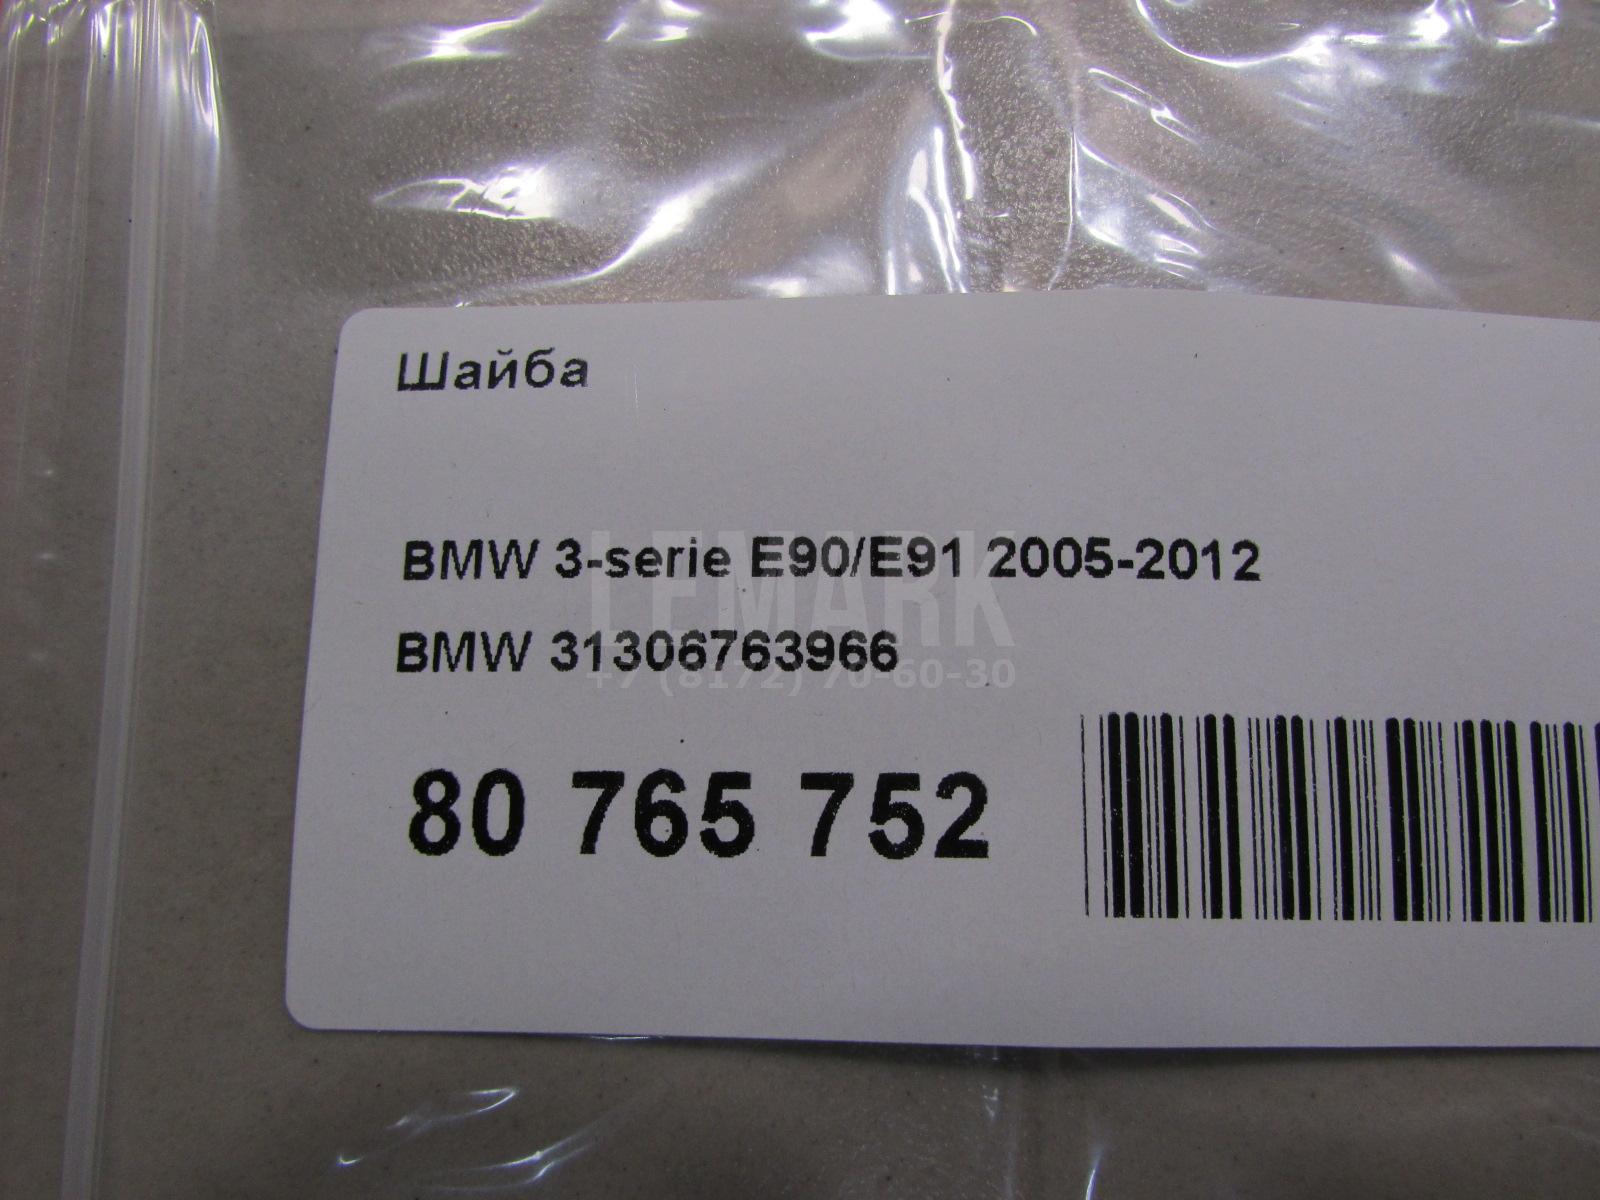 Шайба
BMW 3-serie E90/E91 2005-2012
LEMARK
BMW 31306763966
+7 (8172) 70-60-30
80 765 752